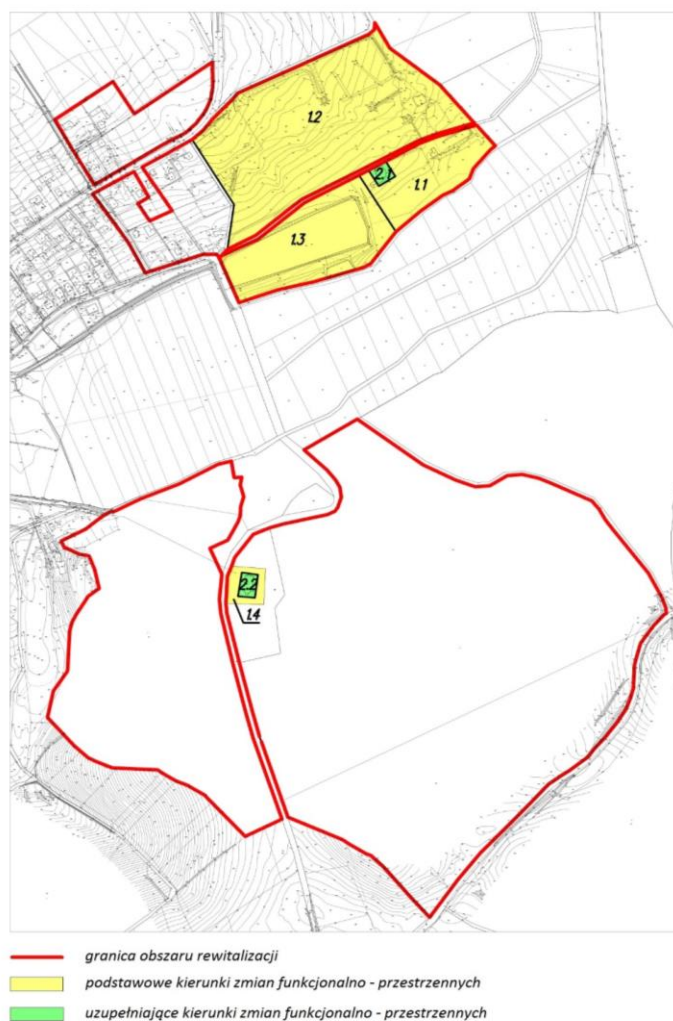 1.2
2.1
1.1
1.3
2.2
1.4
granica obszaru rewitalizacji
podstawowe kierunki zmian funkcjonalno - przestrzennych
uzupełniające kierunki zmian funkcjonalno - przestrzennych